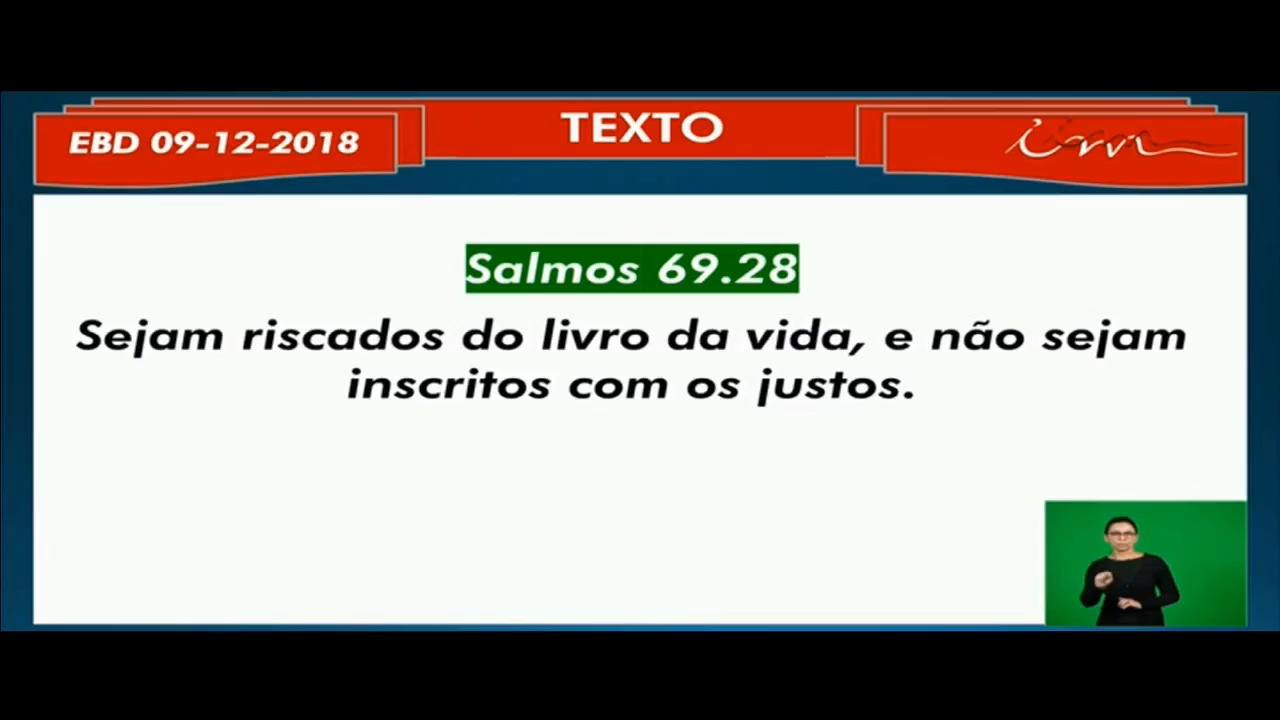 EBD 09-12-2018
TEXTO
Salmos 69.28
Sejam riscados do livro da vida, e não sejam
inscritos com os justos.